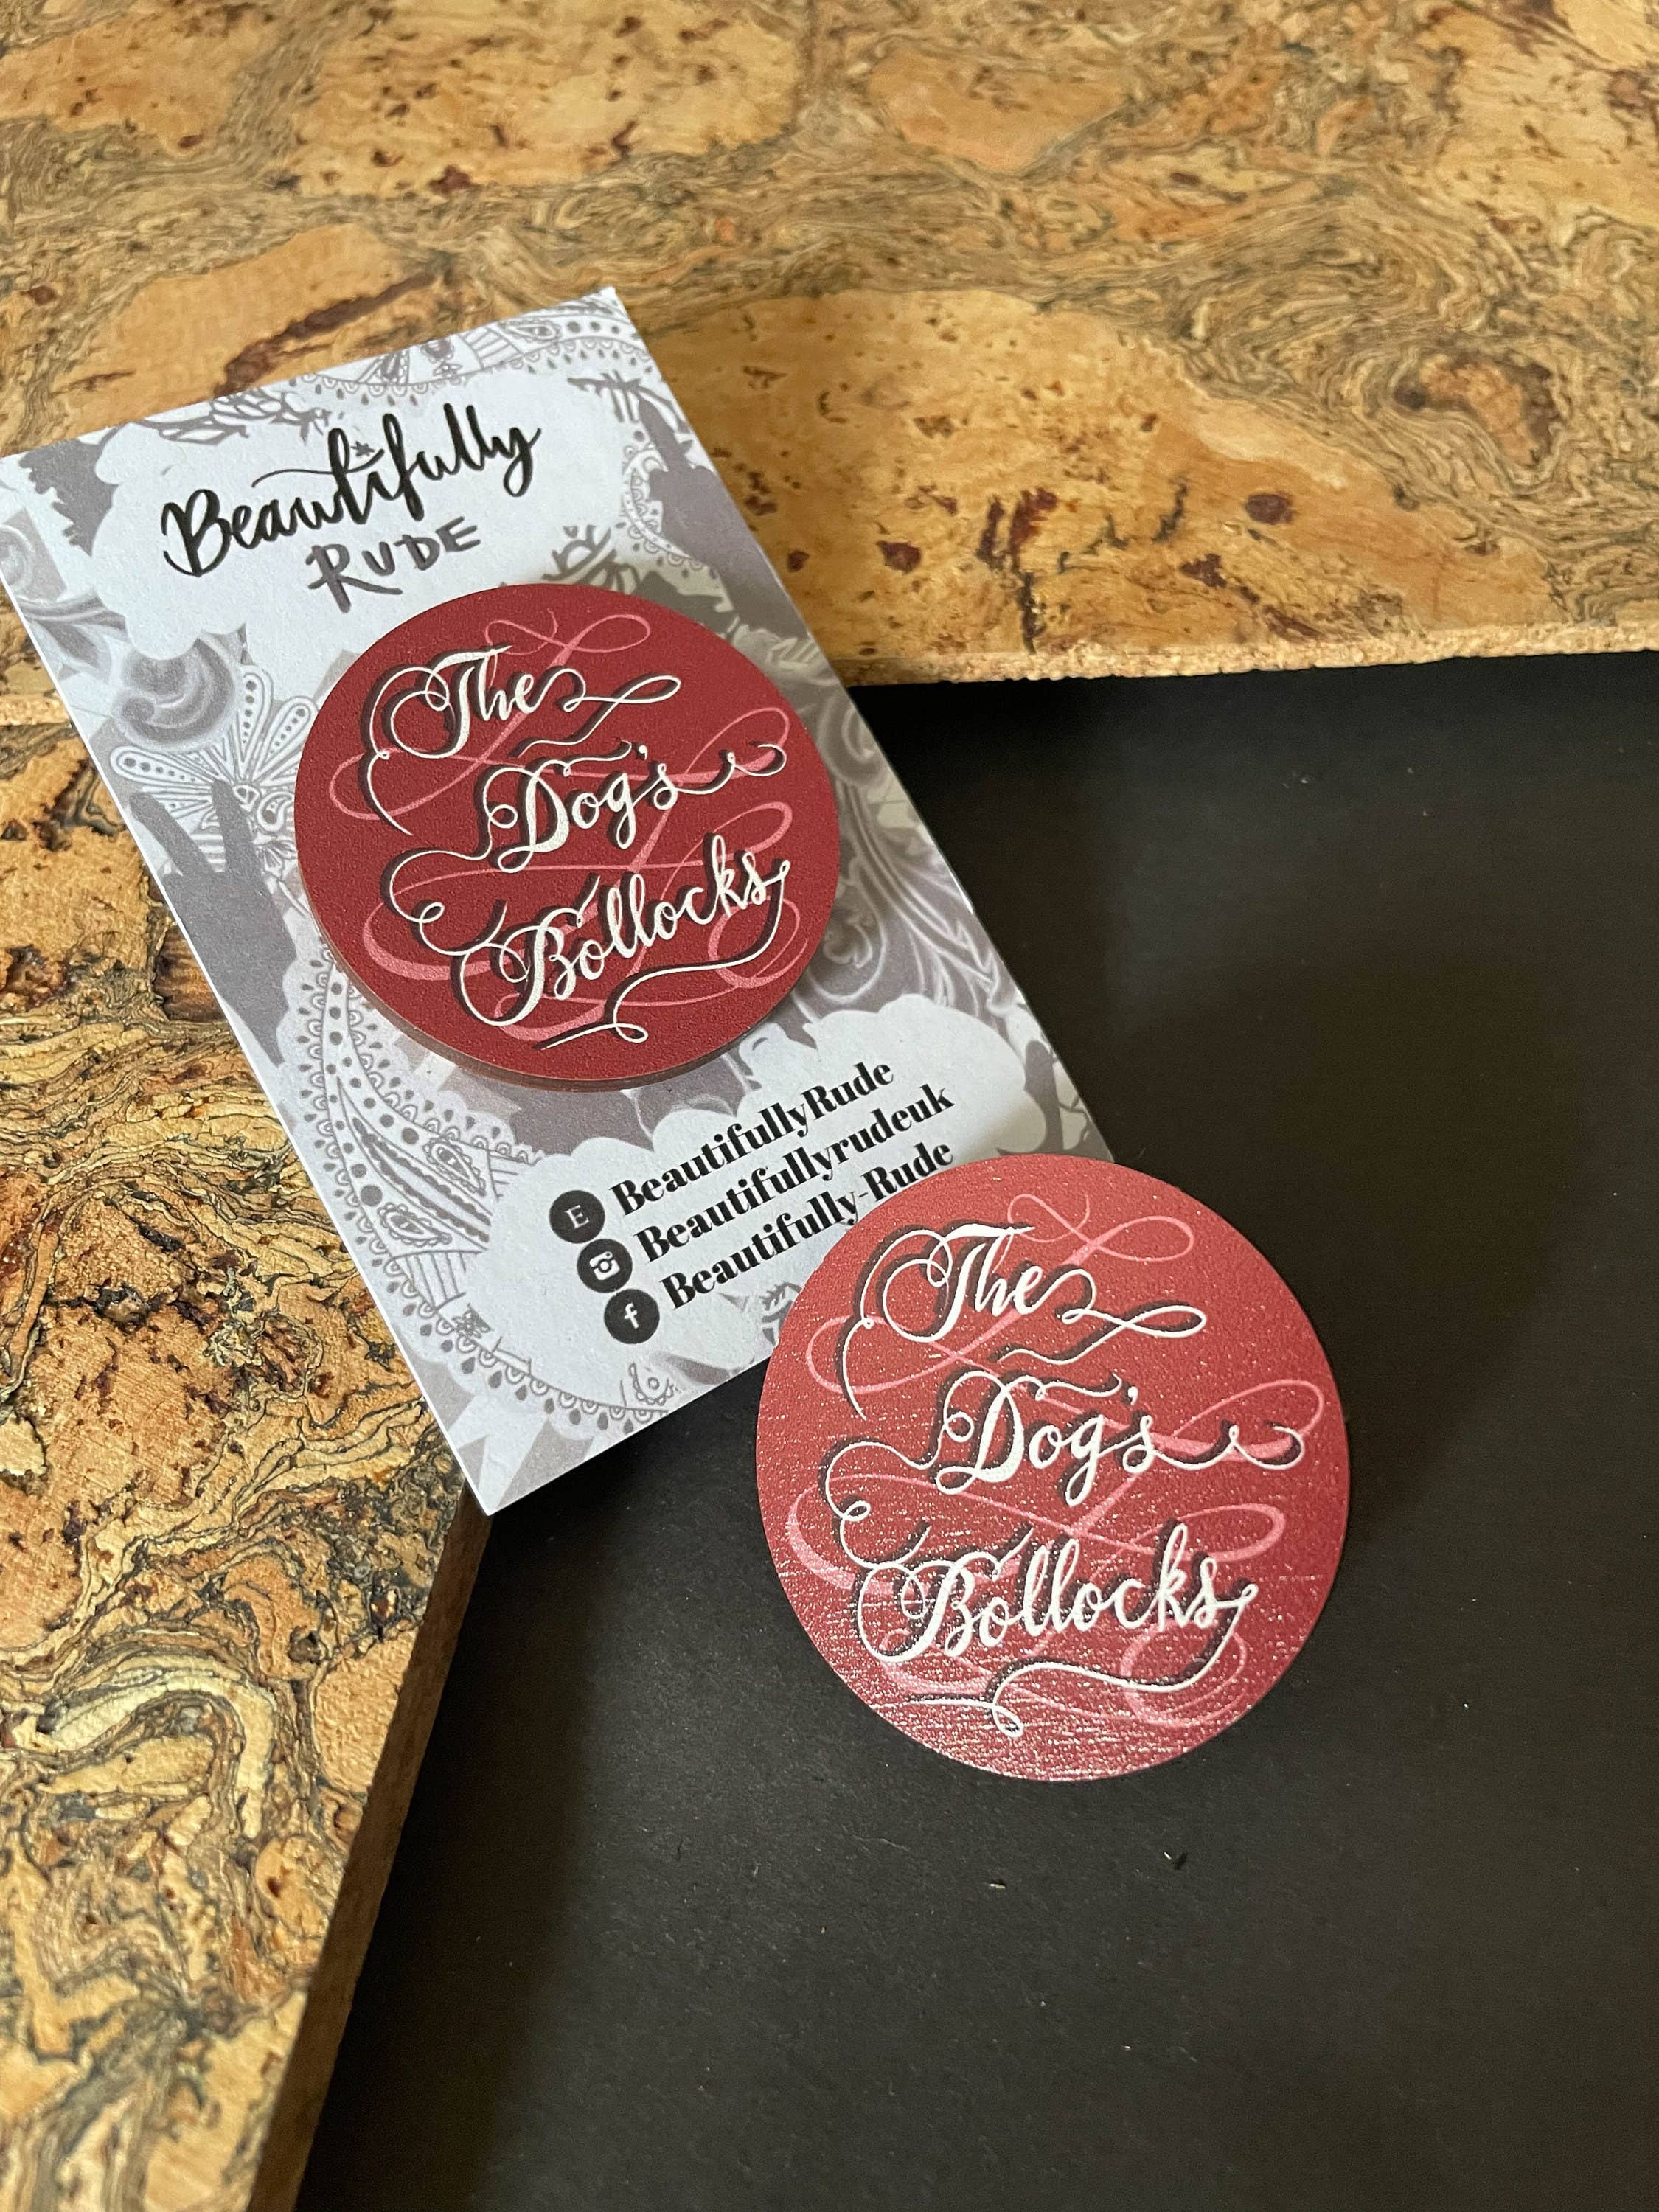 Beautifully
RUDE
The
Dog's
Bollocks
E BeautifullyRude
Beautifullyrudeuk
f Beautifully-Rude
The
Dog's
Bollocks